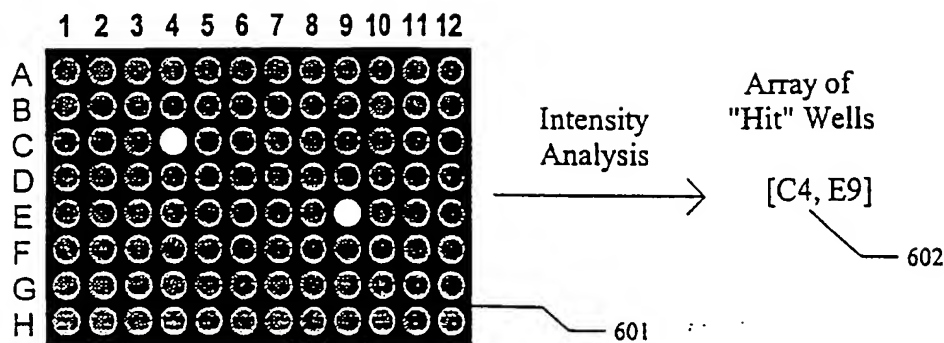 1 2 3 4 5 6 7 8 9 10 11 12
A
B
C
D
E
F
G
H
Intensity
Analysis
Array of
"Hit" Wells
[C4, E9]
602
601